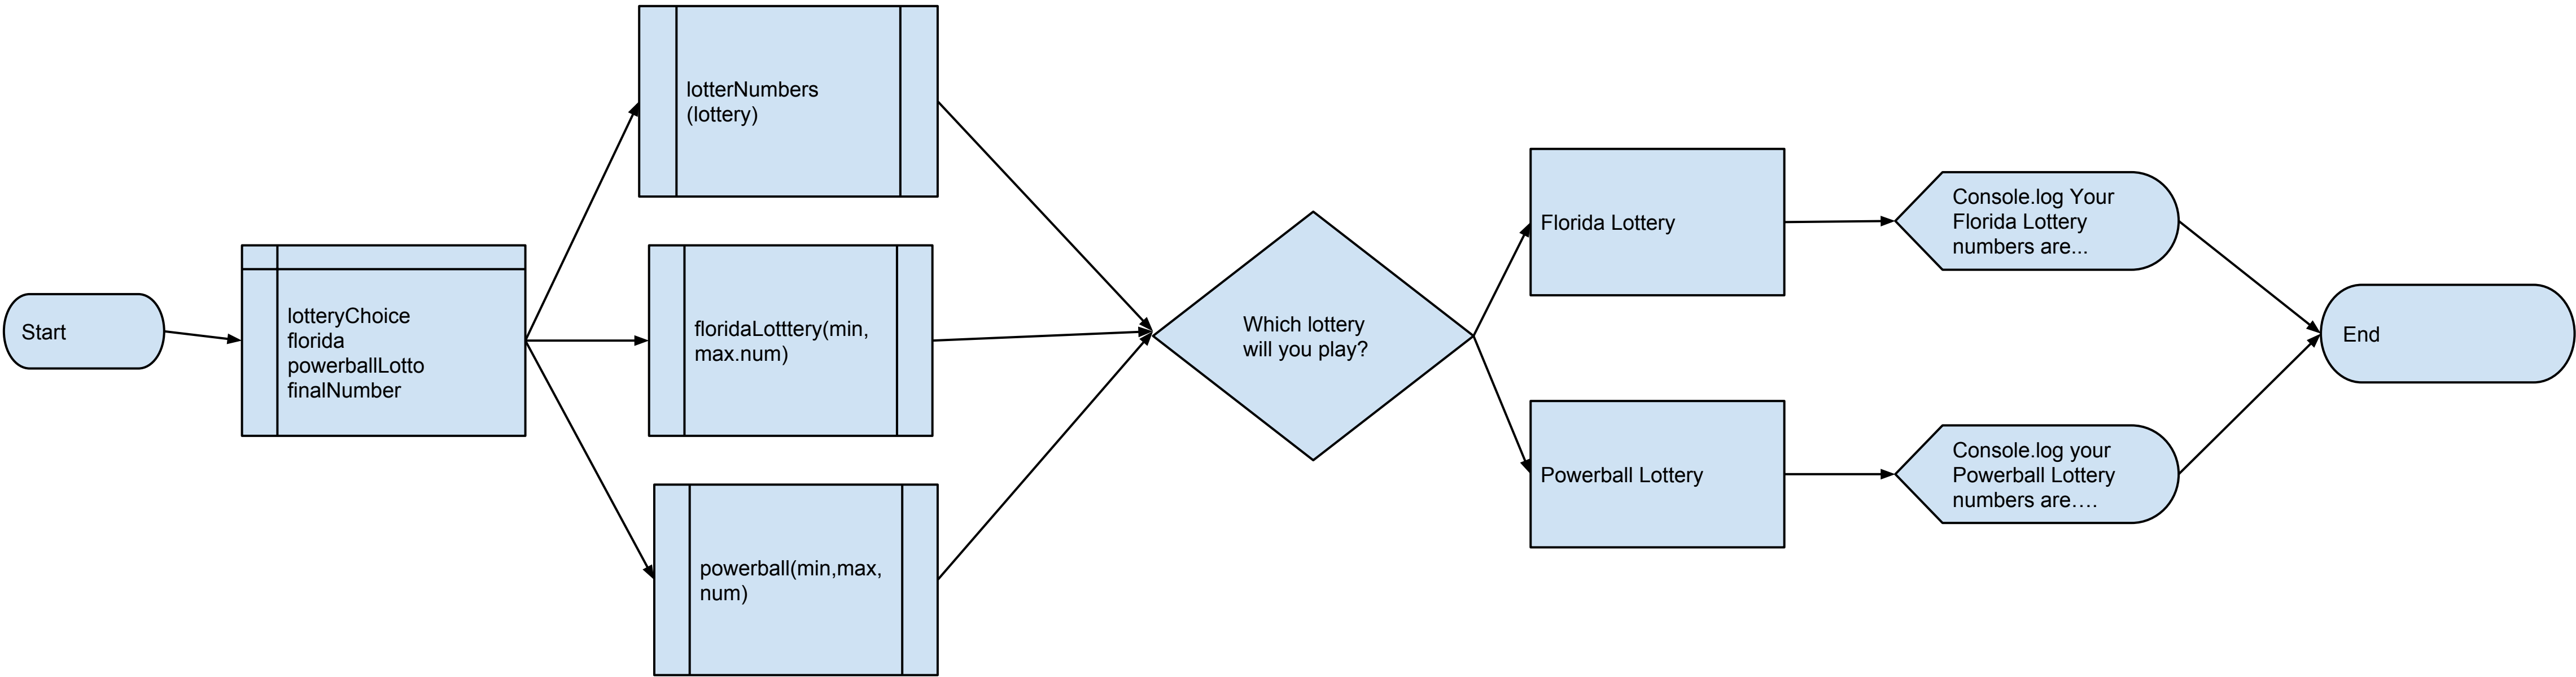 Start
lotteryChoice
florida
powerballLotto
finalNumber
lotterNumbers
(lottery)
floridaLotttery(min,
max.num)
powerball(min,max,
num)
Which lottery
will you play?
Florida Lottery
Powerball Lottery
Console.log Your
Florida Lottery
numbers are...
Console.log your
Powerball Lottery
numbers are….
End